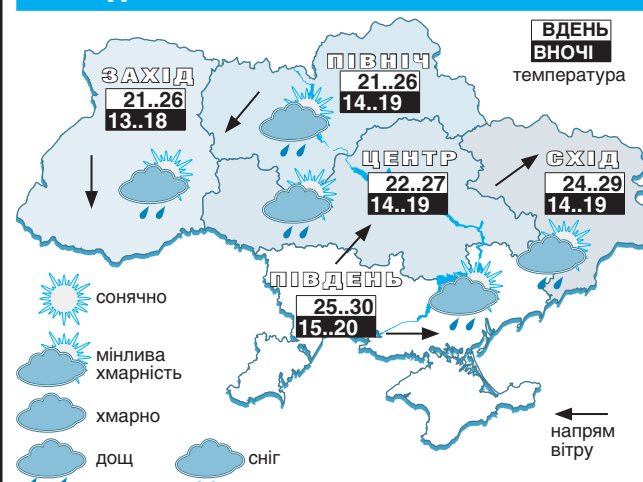 ВДЕНЬ
ВНОЧІ
температура
ПІВНІЧ
21..26
14..19
ЗАХІД
21..26
13..18
ЦЕНТР
22..27
14..19
СХІД
24..29
14..19
ПІВДЕНЬ
25..30
15..20
сонячно
мінлива
хмарність
хмарно
дощ
сніг
напрям
вітру